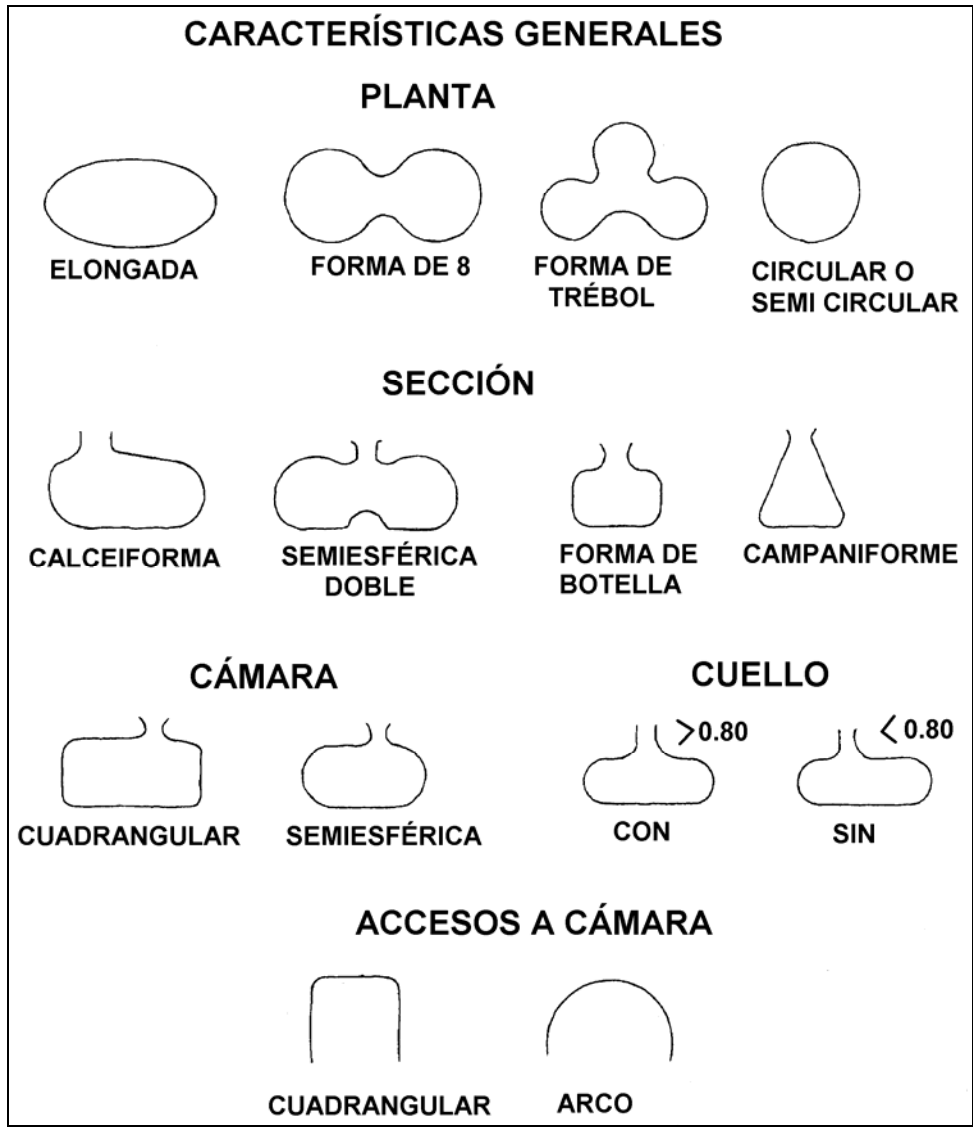 CARACTERÍSTICAS GENERALES
PLANTA
ELONGADA
FORMA DE 8
FORMA DE
TRÉBOL
CIRCULAR O
SEMI CIRCULAR
SECCIÓN
CALCEIFORMA
SEMIESFÉRICA
DOBLE
FORMA DE
BOTELLA
CAMPANIFORME
CÁMARA
CUADRANGULAR
SEMIESFÉRICA
CUELLO
>0.80
CON
<0.80
SIN
ACCESOS A CÁMARA
CUADRANGULAR
ARCO